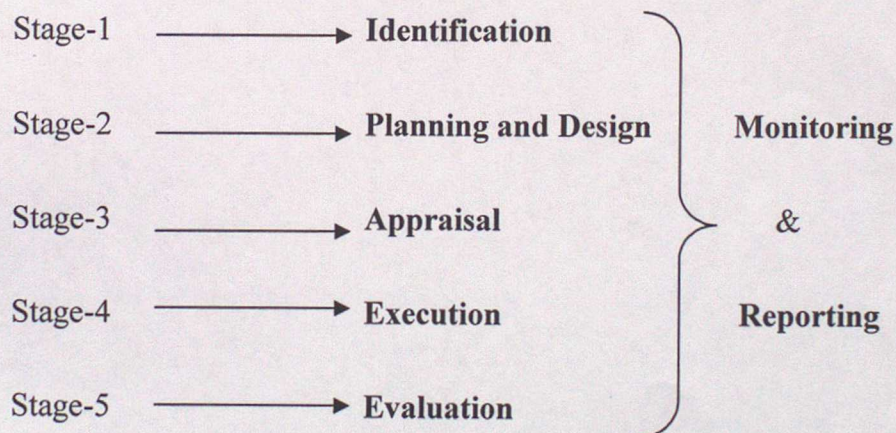 Stage-1 Identification
Stage-2 Planning and Design Monitoring
Stage-3 Appraisal &
Stage-4 Execution Reporting
Stage-5 Evaluation